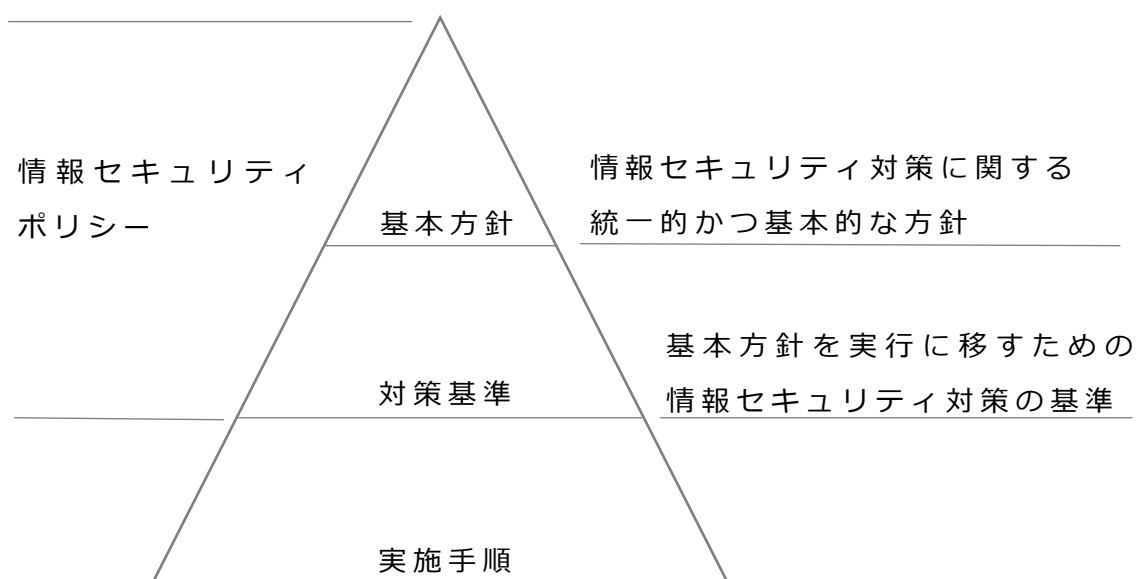 情報セキュリティ
ポリシー
基本方針
情報セキュリティ対策に関する
統一的かつ基本的な方針
対策基準
基本方針を実行に移すための
情報セキュリティ対策の基準
実施手順